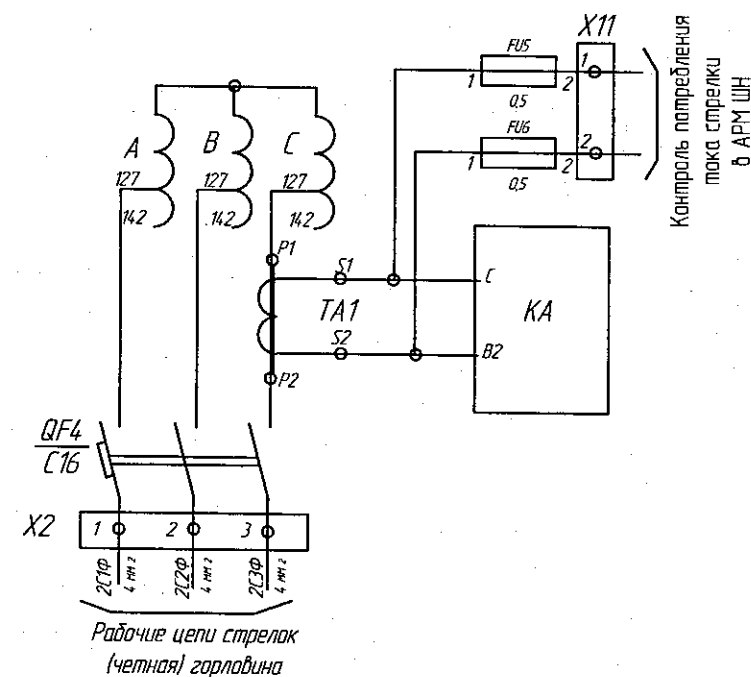 X11
FU5
1
1
2
0,5
FU6
2
1
2
0,5
Контроль потребления
тока стрелки
в АРМ ШН
A
B
C
127
127
127
142
142
142
P1
S1
C
TA1
KA
S2
B2
P2
QF4
C16
X2
1
2
3
2С1Ф
4 мм2
2С2Ф
4 мм2
2С3Ф
4 мм2
Рабочие цепи стрелок
(четная) горловина